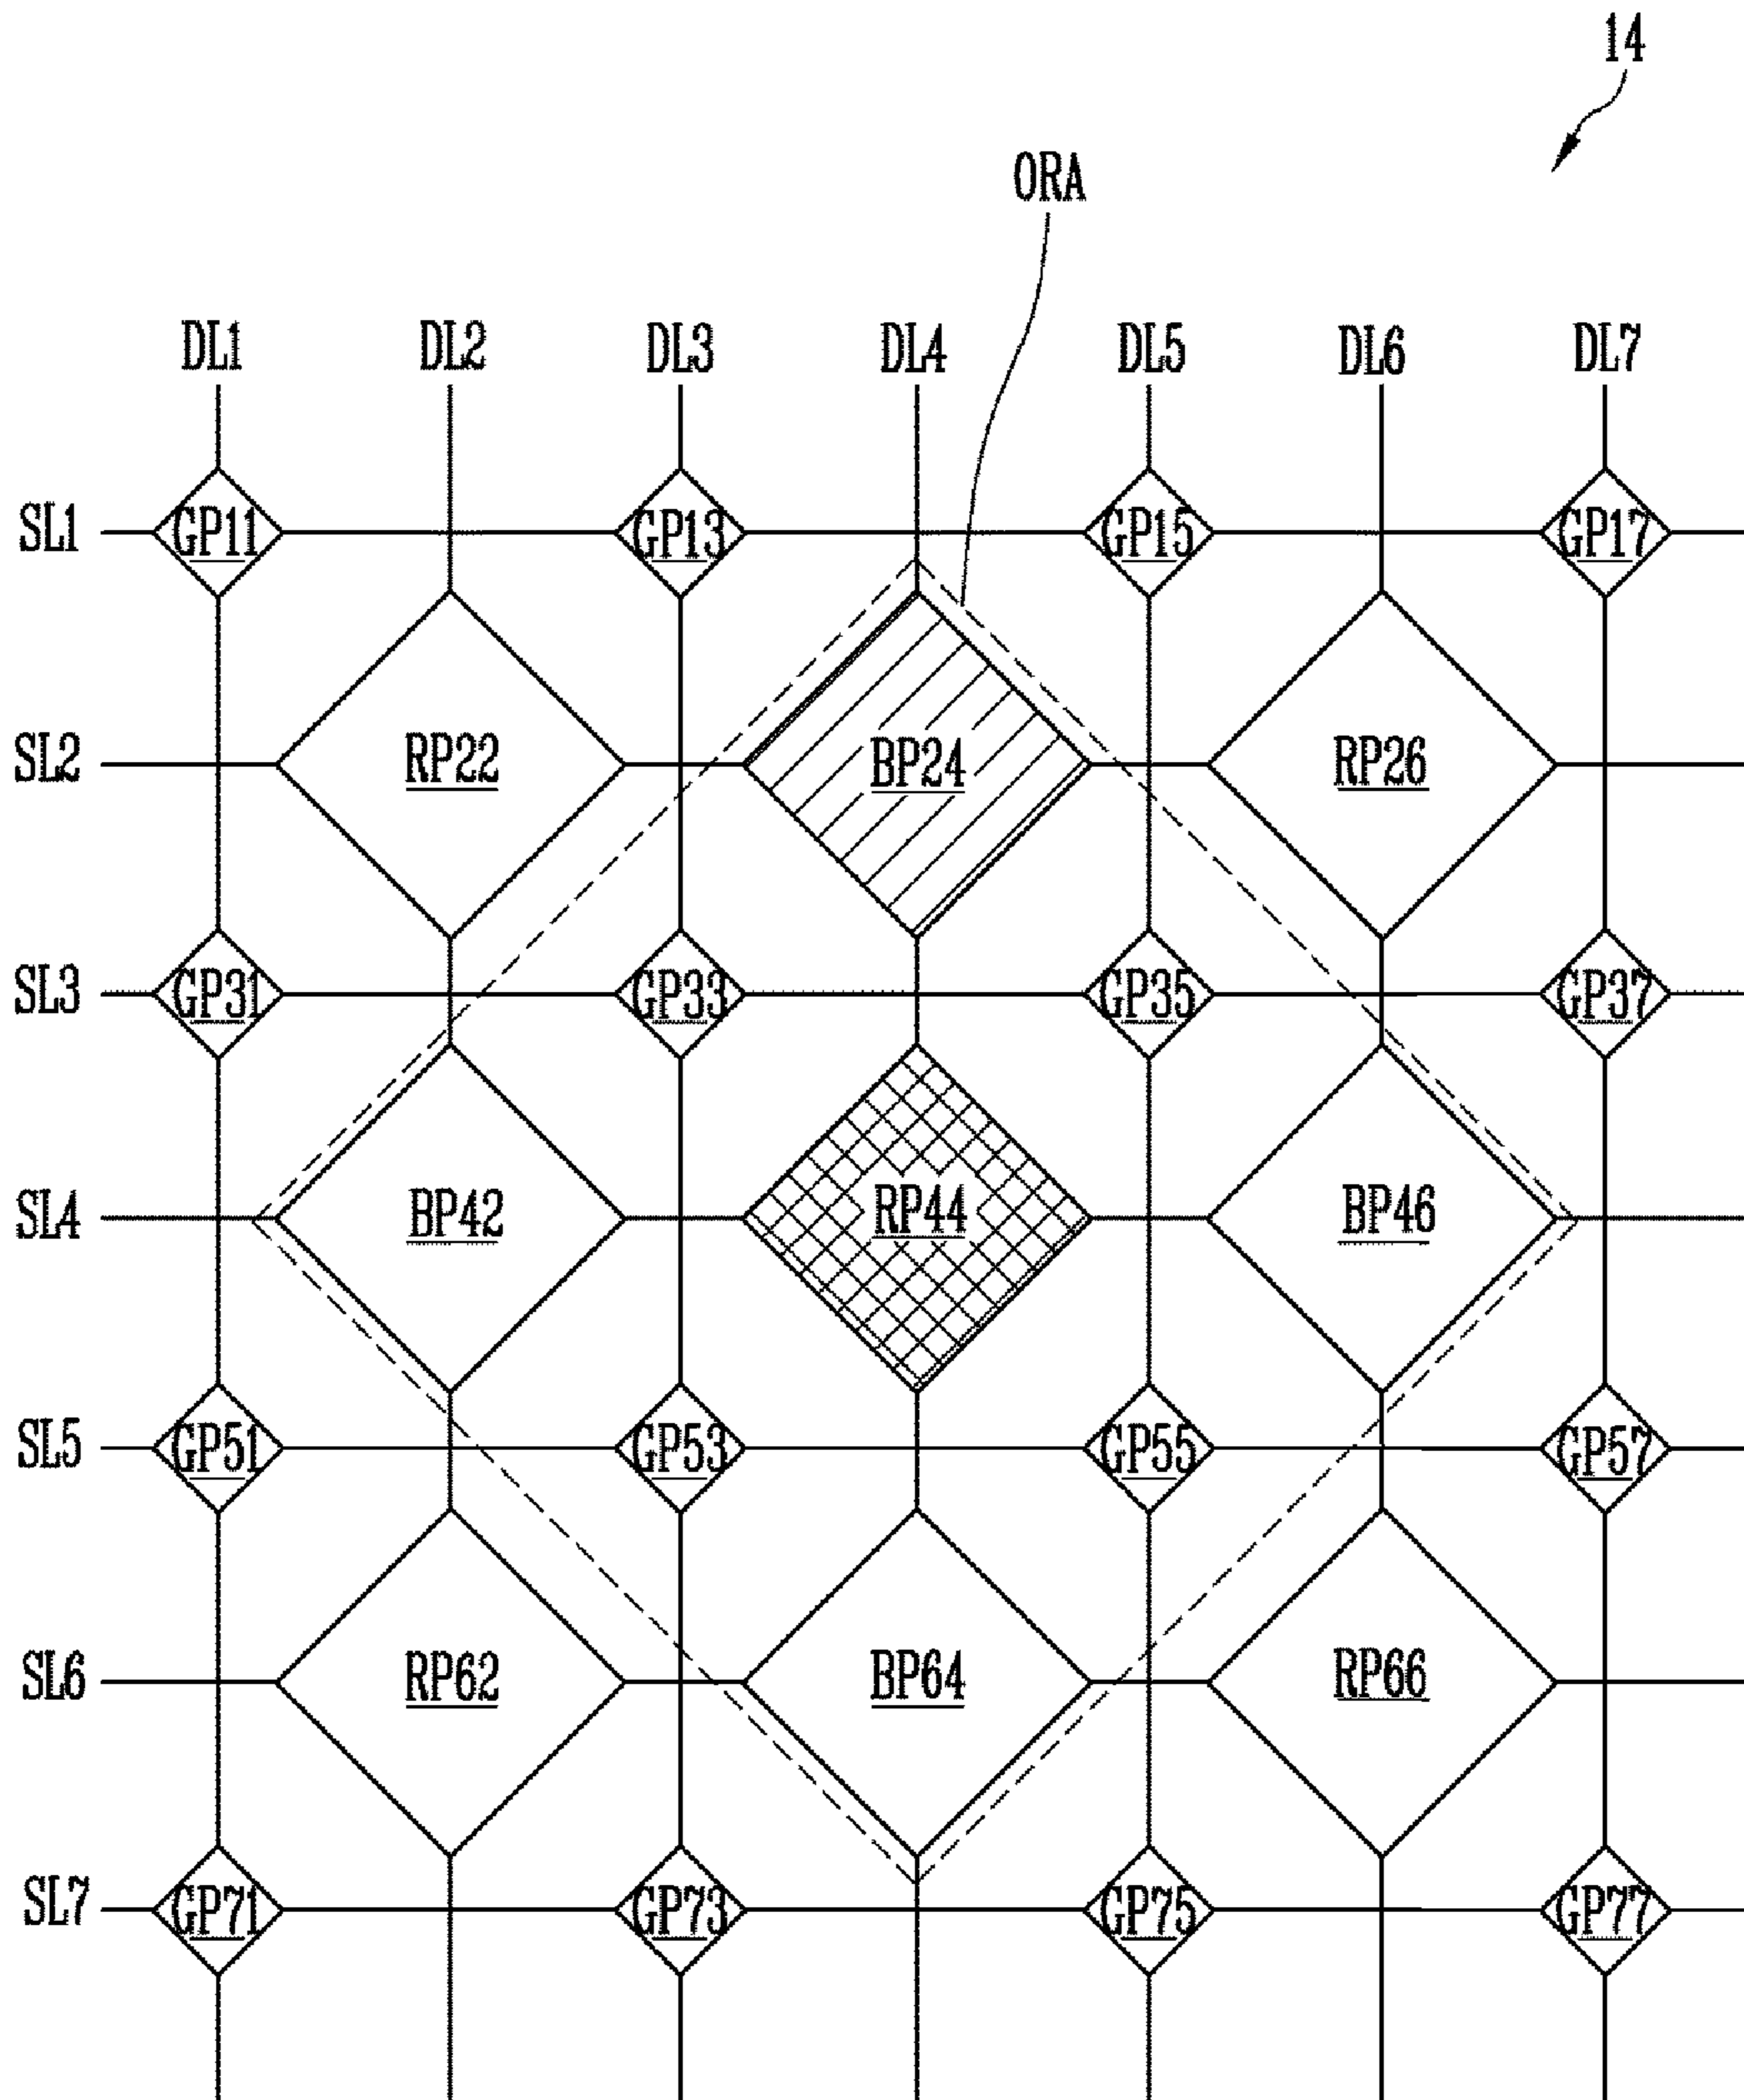 14
ORA
DL1 DL2 DL3 DL4 DL5 DL6 DL7
SL1 GP11 GP13 GP15 GP17
SL2 RP22 BP24 RP26
SL3 GP31 GP33 GP35 GP37
SL4 BP42 RP44 BP46
SL5 GP51 GP53 GP55 GP57
SL6 RP62 BP64 RP66
SL7 GP71 GP73 GP75 GP77